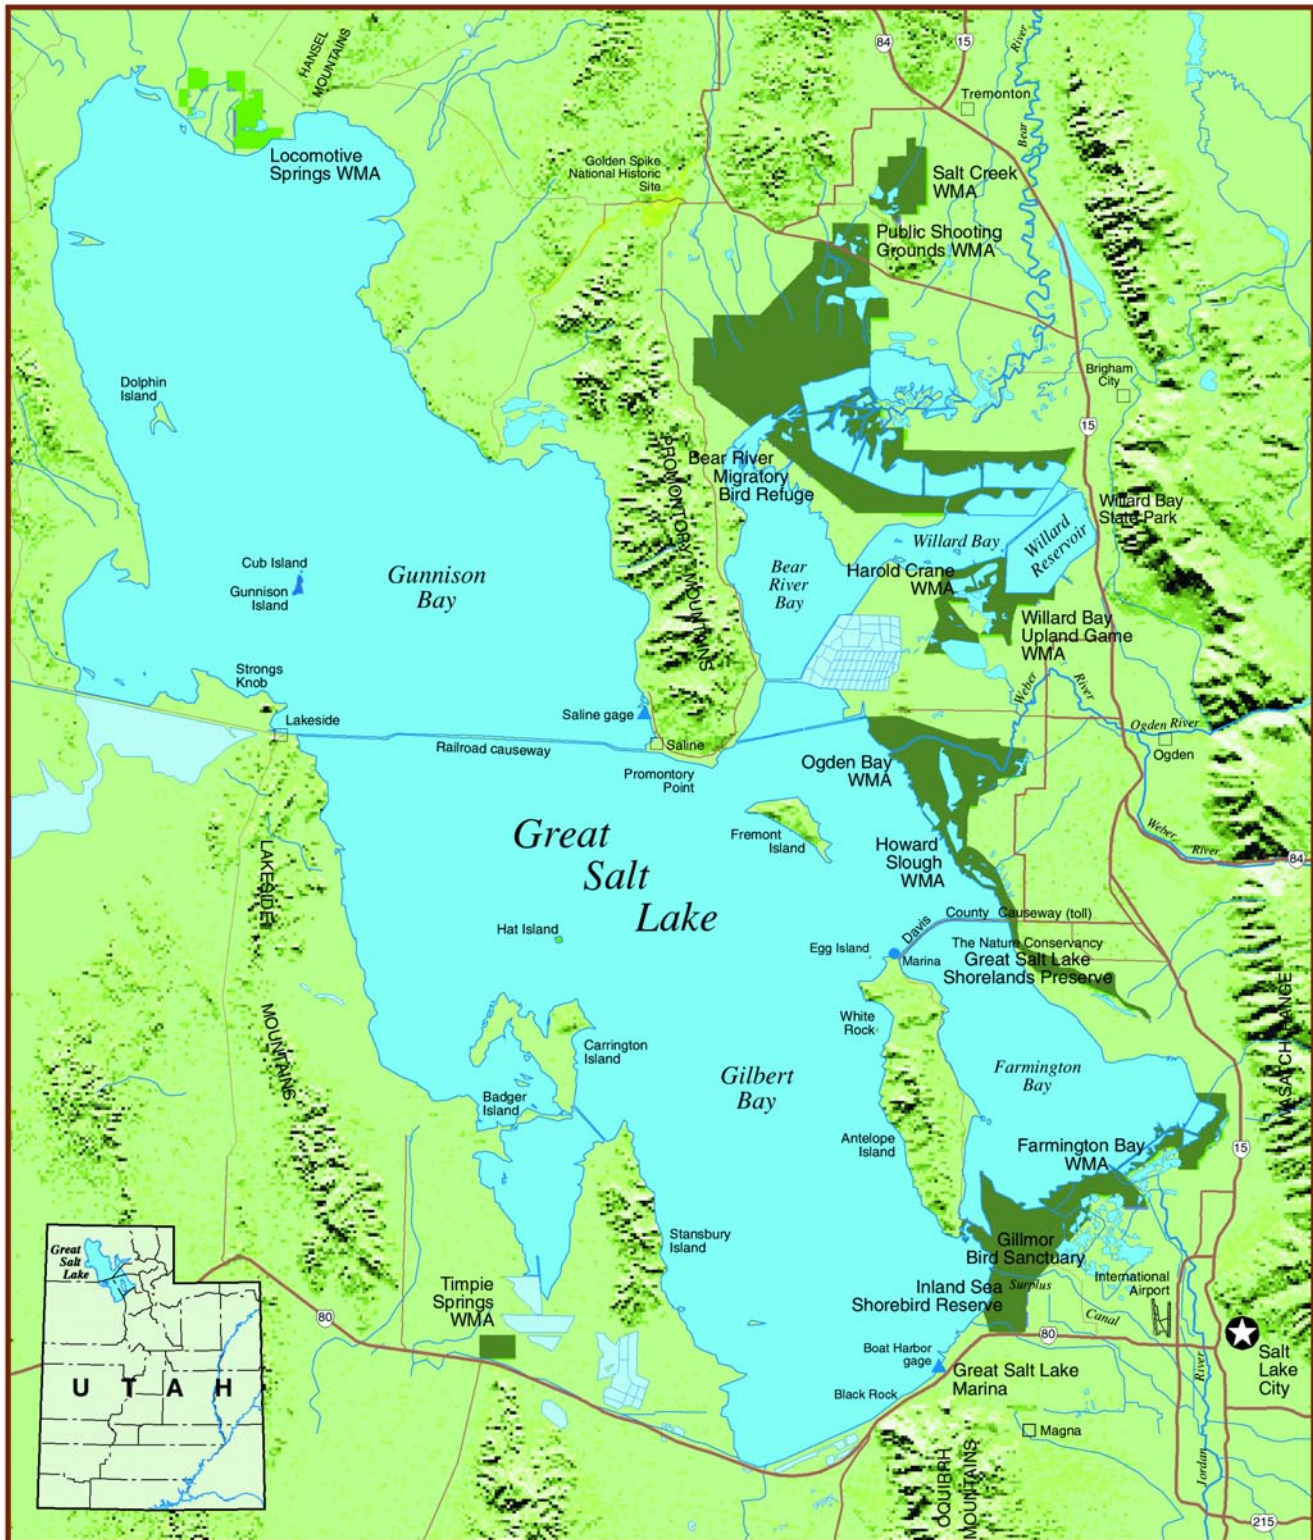 84
15
River
Bear
HANSEL
MOUNTAINS
Tremonton
Locomotive
Springs WMA
Golden Spike
National Historic
Site
Salt Creek
WMA
Public Shooting
Grounds WMA
Dolphin
Island
Brigham
City
15
Bear River
Migratory
Bird Refuge
PROMONTORY MOUNTAINS
Willard Bay
State Park
Willard Bay
Willard
Reservoir
Cub Island
Gunnison
Island
Gunnison
Bay
Bear
River
Bay
Harold Crane
WMA
Willard Bay
Upland Game
WMA
Strongs
Knob
Lakeside
Saline gage
Saline
Railroad causeway
Promontory
Point
Weber
River
Ogden River
Ogden
Ogden Bay
WMA
Great
Salt
Lake
Fremont
Island
Howard
Slough
WMA
Weber
River
84
LAKESIDE
MOUNTAINS
Hat Island
Egg Island
Davis
County
Causeway (toll)
Marina
The Nature Conservancy
Great Salt Lake
Shorelands Preserve
White
Rock
WASATCH RANGE
Carrington
Island
Badger
Island
Gilbert
Bay
Farmington
Bay
Antelope
Island
Farmington Bay
WMA
15
Stansbury
Island
Gillmor
Bird Sanctuary
Inland Sea
Shorebird Reserve
Surplus
Canal
International
Airport
Great
Salt
Lake
UTAH
80
Timpie
Springs
WMA
Boat Harbor
gage
80
Great Salt Lake
Marina
Black Rock
Salt
Lake
City
River
Jordan
Magna
OQUIRRH
MOUNTAINS
215